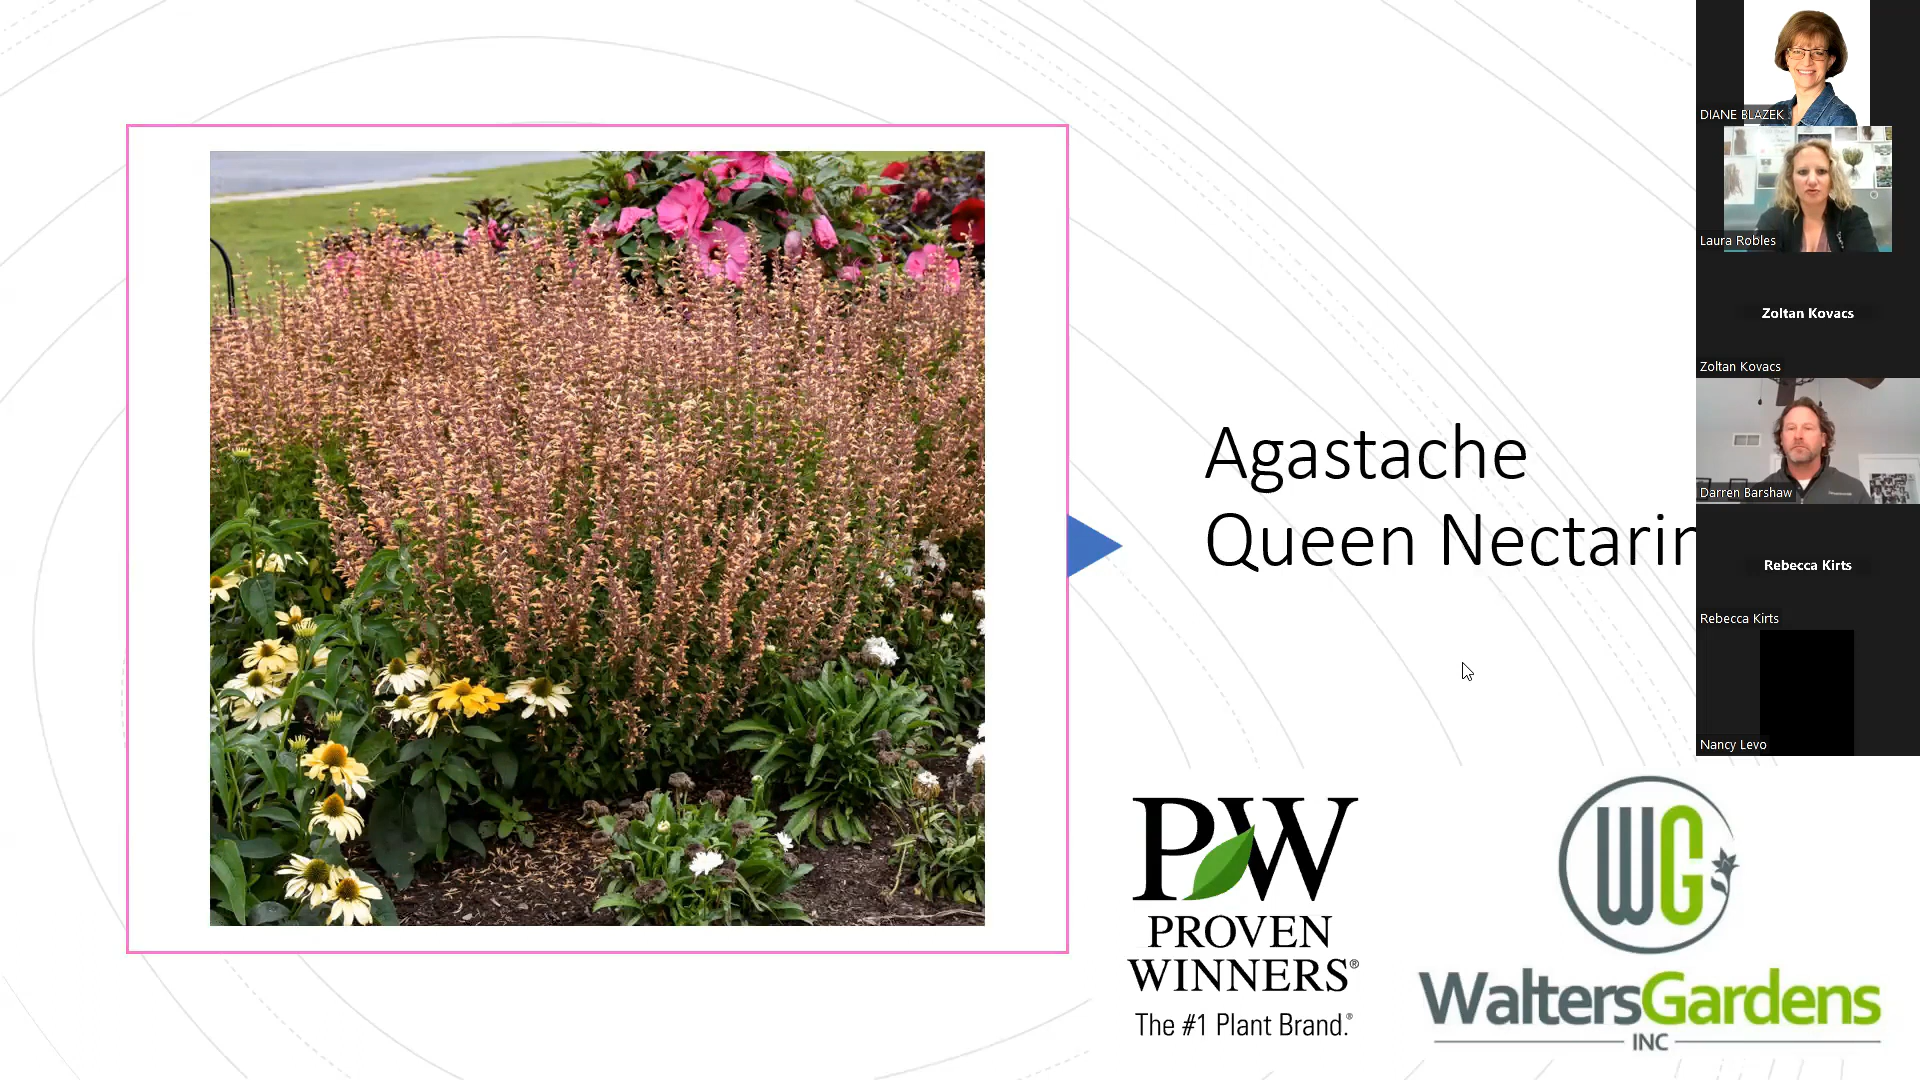 Agastache
Queen Nectarin
PW
PROVEN
WINNERS®
The #1 Plant Brand.®
WG
WaltersGardens
INC
DIANE BLAZEK
Laura Robles
Zoltan Kovacs
Zoltan Kovacs
Darren Barshaw
Rebecca Kirts
Rebecca Kirts
Nancy Levo